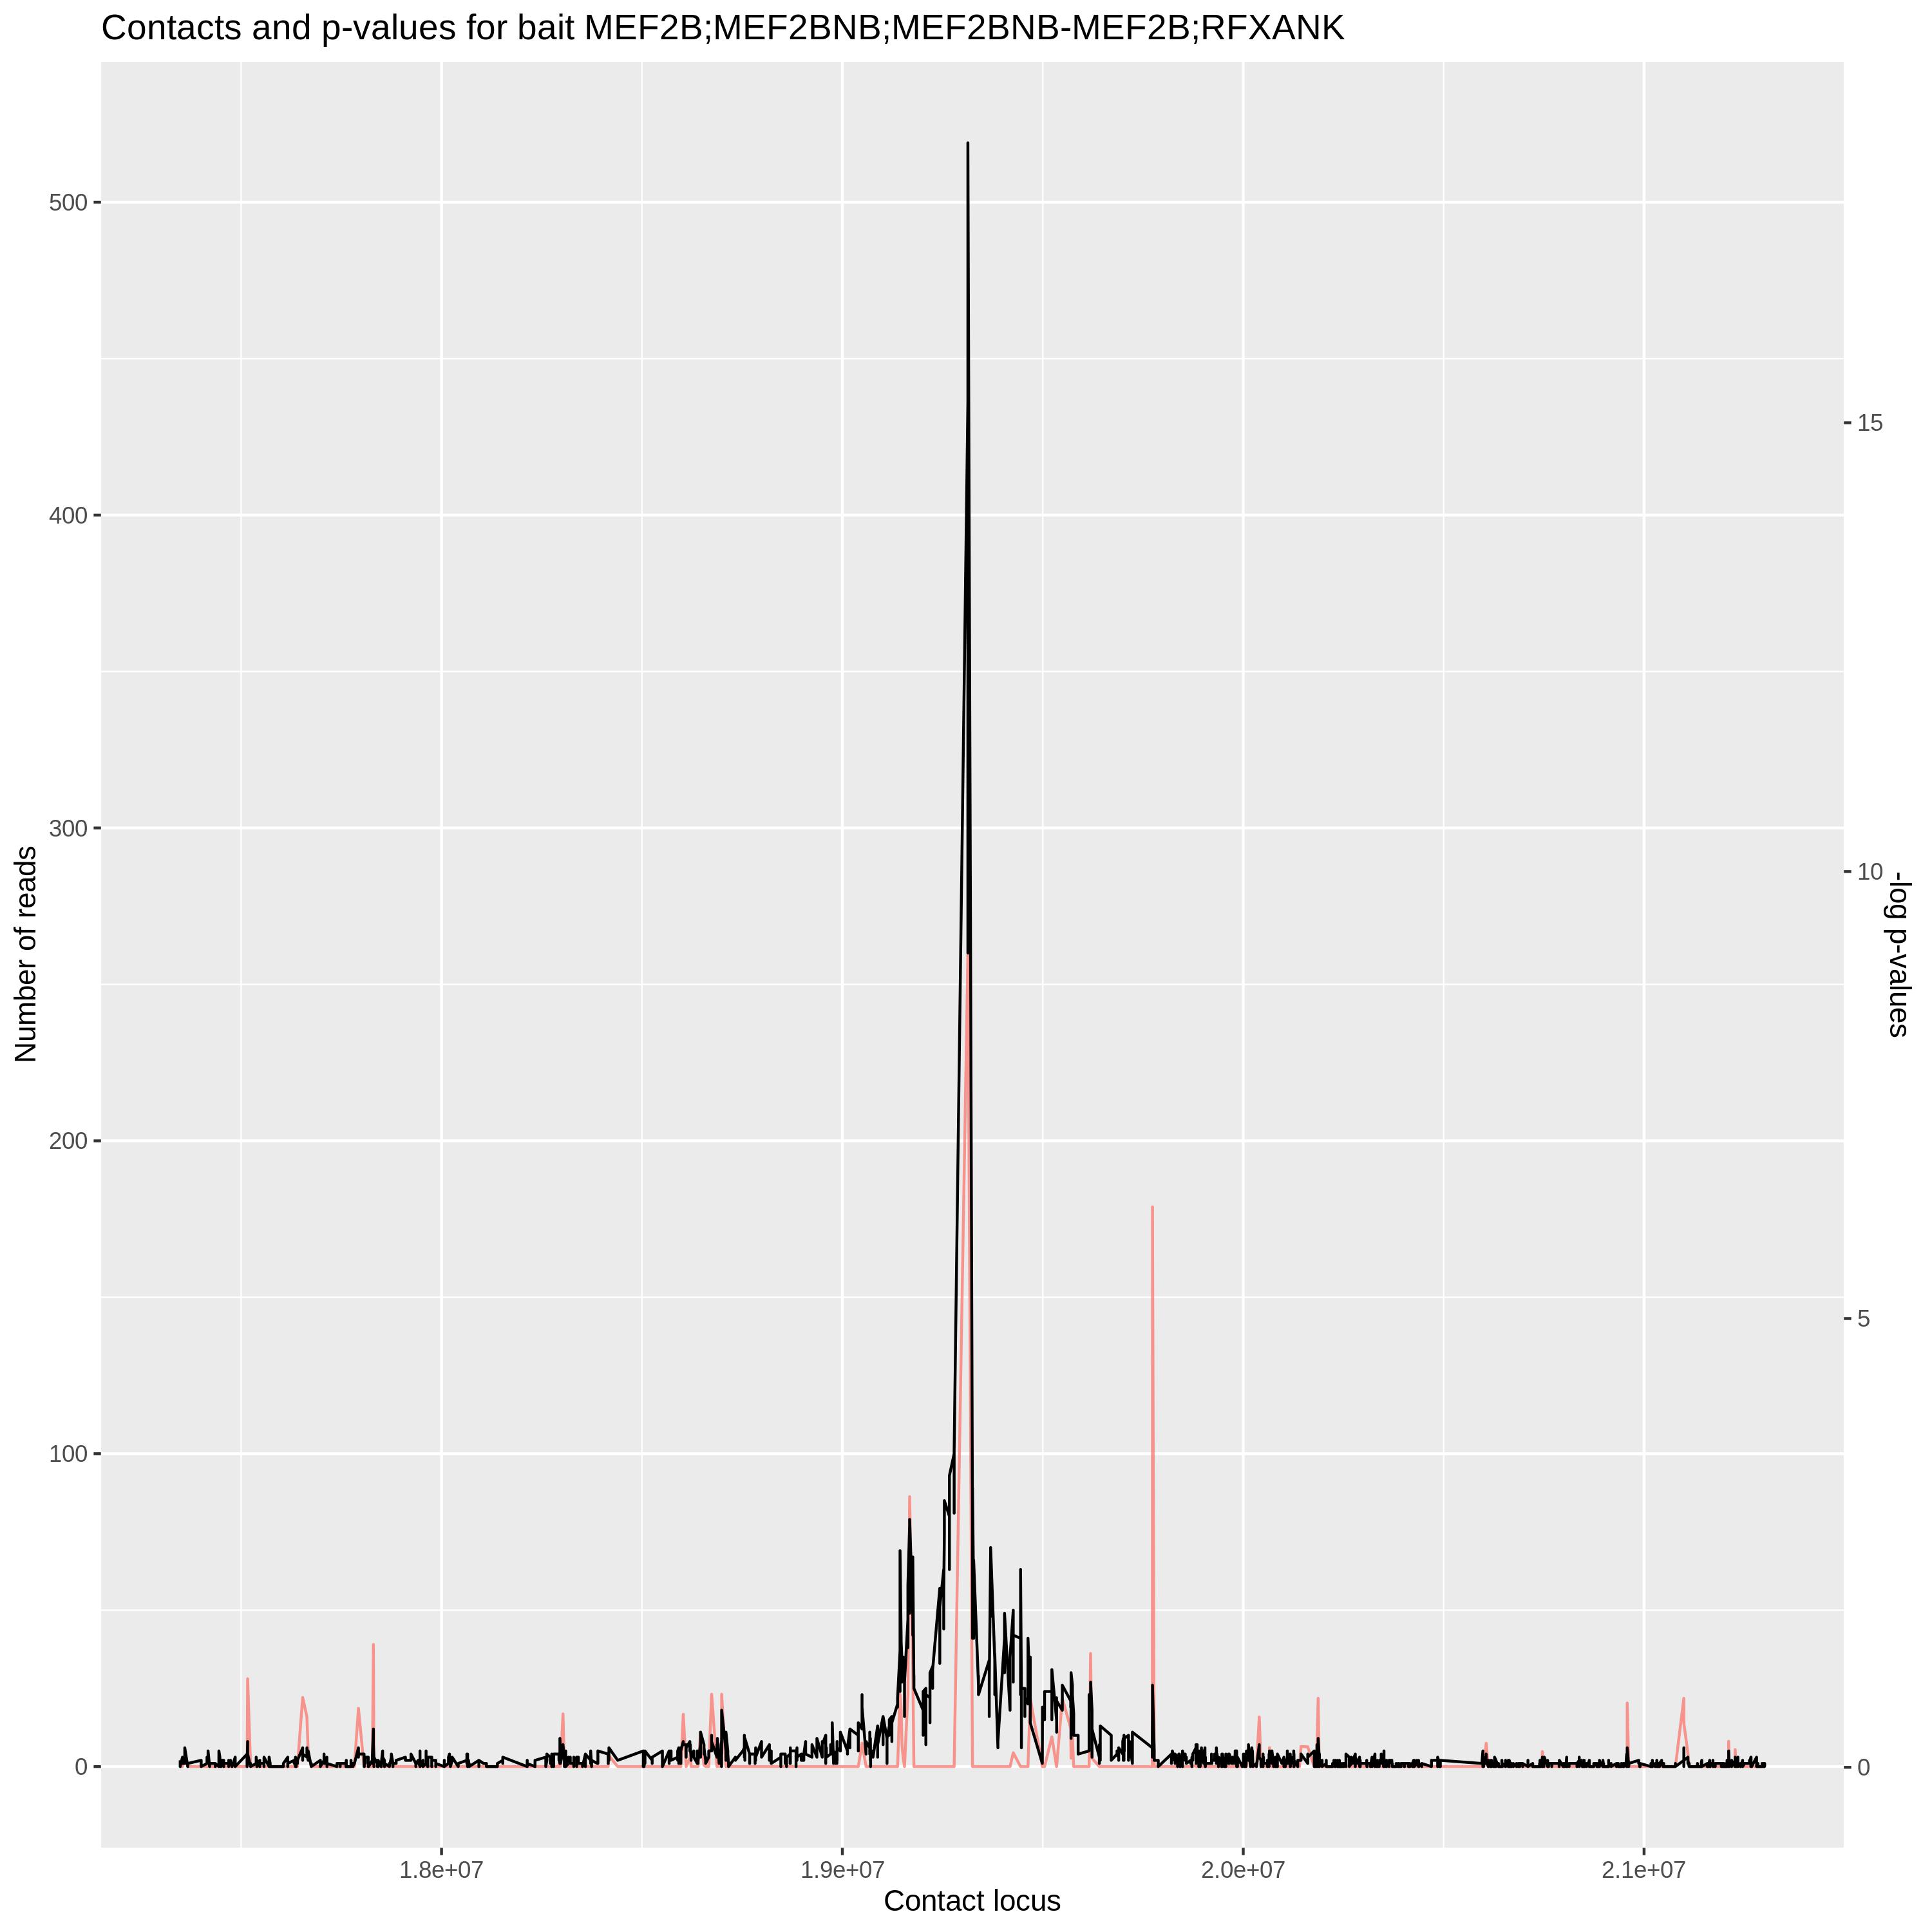 Contacts and p-values for bait MEF2B;MEF2BNB;MEF2BNB-MEF2B;RFXANK
Number of reads
500
400
300
200
100
0
15
10
5
0
-log p-values
1.8e+07
1.9e+07
2.0e+07
2.1e+07
Contact locus